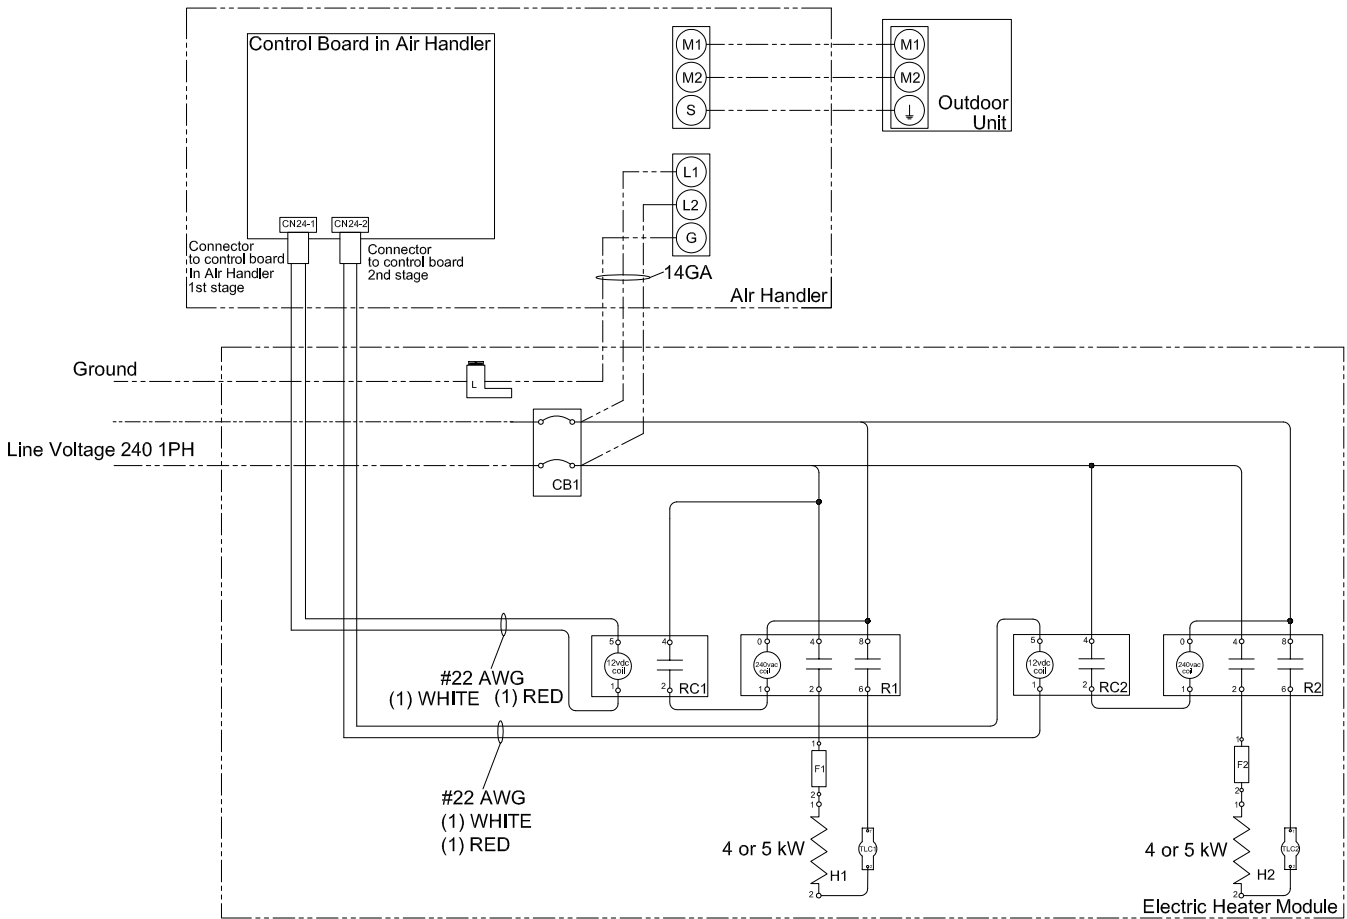 Control Board in Air Handler
M1
M2
S
M1
M2
Outdoor
Unit
L1
L2
G
CN24-1
CN24-2
Connector
to control board
In Air Handler
1st stage
Connector
to control board
2nd stage
14GA
Air Handler
Ground
L
Line Voltage 240 1PH
CB1
#22 AWG
(1) WHITE (1) RED
#22 AWG
(1) WHITE
(1) RED
5 4
12vdc
coil
1 2 RC1
0 4 8
240vac
coil
1 2 6 R1
5 4
12vdc
coil
1 2 RC2
0 4 8
240vac
coil
1 2 6 R2
1
F1
2
1
4 or 5 kW
TLC1
H1
2
1
F2
2
1
4 or 5 kW
TLC2
H2
2
Electric Heater Module